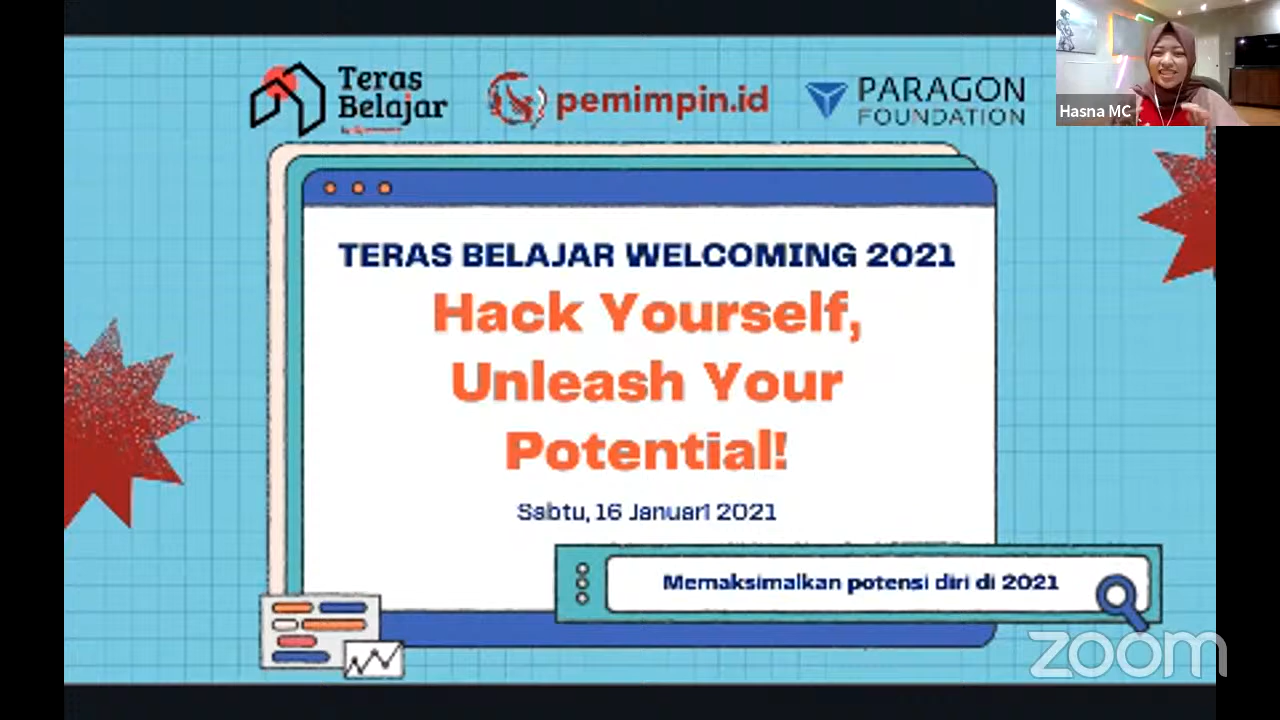 Teras
Belajar
pemimpin.id
PARAGON
FOUNDATION
Hasna MC
TERAS BELAJAR WELCOMING 2021
Hack Yourself,
Unleash Your
Potential!
Sabtu, 16 Januari 2021
Memaksimalkan potensi diri di 2021
zoom